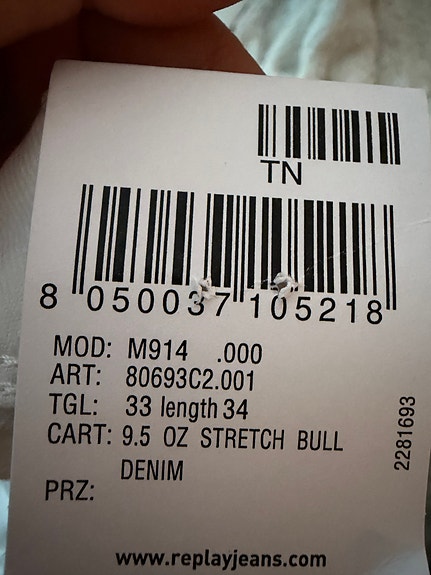 TN
8 050037 105218
MOD: M914 .000
ART: 80693C2.001
TGL: 33 length 34
CART: 9.5 OZ STRETCH BULL
DENIM
PRZ:
2281693
www.replayjeans.com